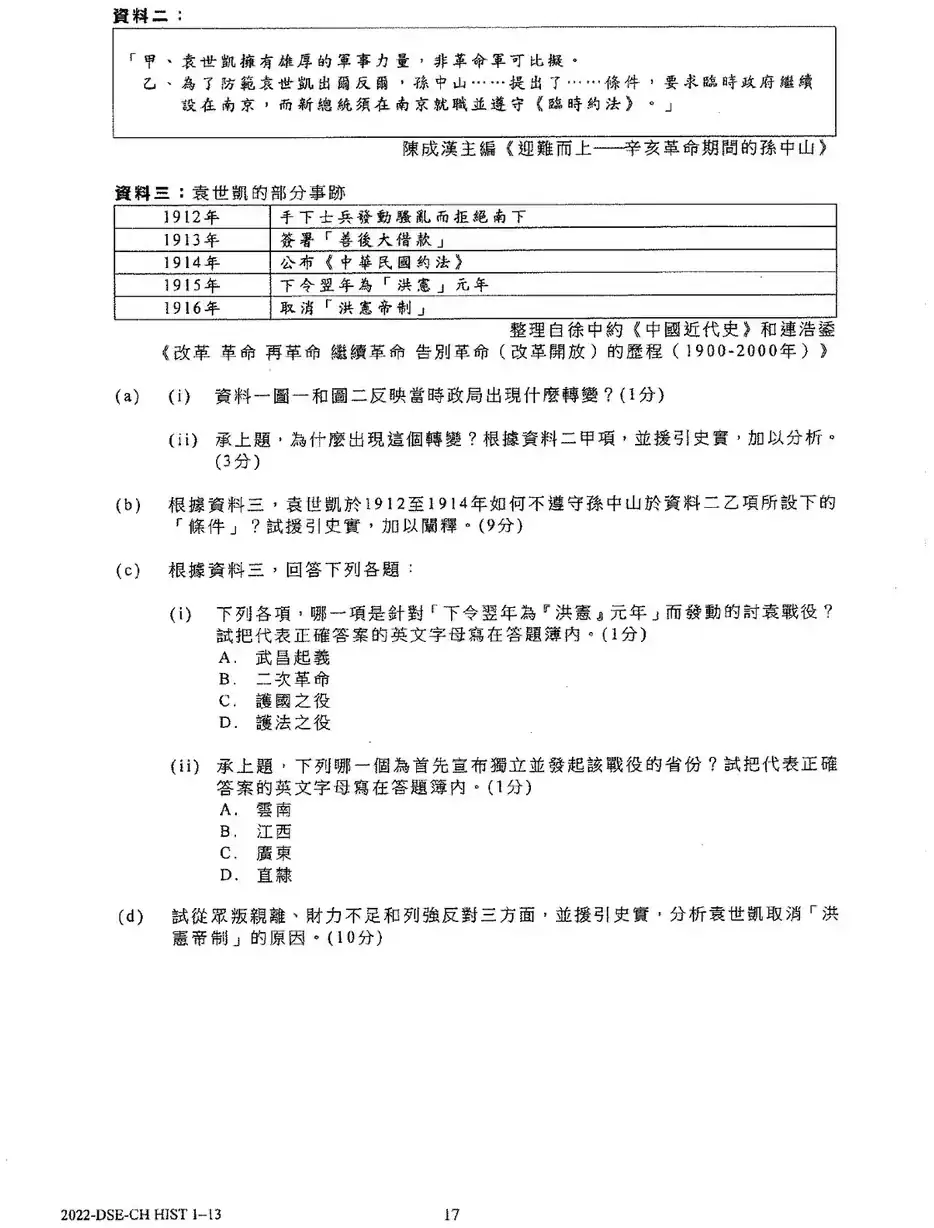 資料二：
「甲、袁世凱擁有雄厚的軍事力量，非革命軍可比擬。
乙、為了防範袁世凱出爾反爾，孫中山……提出了……條件，要求臨時政府繼續
設在南京，而新總統須在南京就職並遵守《臨時約法》。」
陳成漢主編《迎難而上——辛亥革命期間的孫中山》
資料三：袁世凱的部分事跡
1912年 手下士兵發動騷亂而拒絕南下
1913年 簽署「善後大借款」
1914年 公布《中華民國約法》
1915年 下令翌年為「洪憲」元年
1916年 取消「洪憲帝制」
整理自徐中約《中國近代史》和連浩鋈
《改革 革命 再革命 繼續革命 告別革命（改革開放）的歷程（1900-2000年）》
(a) (i) 資料一圖一和圖二反映當時政局出現什麼轉變？(1分)
(ii) 承上題，為什麼出現這個轉變？根據資料二甲項，並援引史實，加以分析。
(3分)
(b) 根據資料三，袁世凱於1912至1914年如何不遵守孫中山於資料二乙項所設下的
「條件」？試援引史實，加以闡釋。(9分)
(c) 根據資料三，回答下列各題：
(i) 下列各項，哪一項是針對「下令翌年為『洪憲』元年」而發動的討袁戰役？
試把代表正確答案的英文字母寫在答題簿內。(1分)
A. 武昌起義
B. 二次革命
C. 護國之役
D. 護法之役
(ii) 承上題，下列哪一個為首先宣布獨立並發起該戰役的省份？試把代表正確
答案的英文字母寫在答題簿內。(1分)
A. 雲南
B. 江西
C. 廣東
D. 直隸
(d) 試從眾叛親離、財力不足和列強反對三方面，並援引史實，分析袁世凱取消「洪
憲帝制」的原因。(10分)
2022-DSE-CH HIST 1–13 17